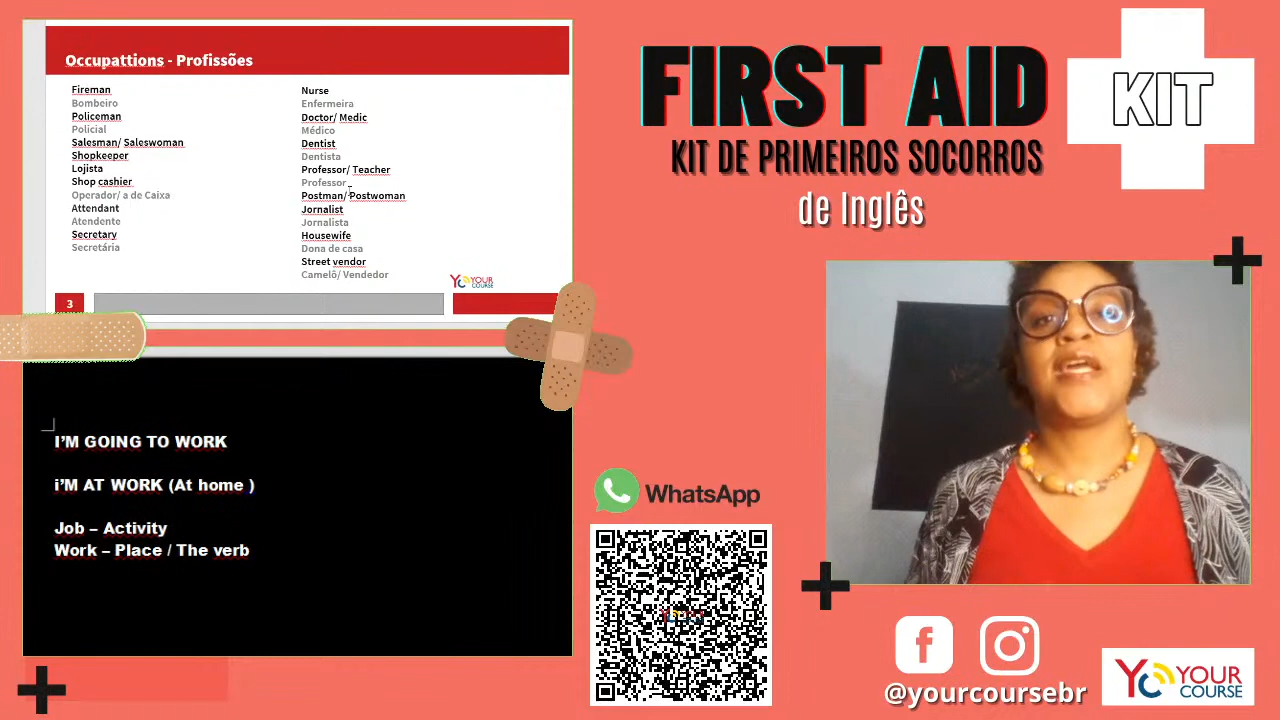 Occupattions - Profissões
Fireman
Bombeiro
Policeman
Policial
Salesman/ Saleswoman
Shopkeeper
Lojista
Shop cashier
Operador/ a de Caixa
Attendant
Atendente
Secretary
Secretária
Nurse
Enfermeira
Doctor/ Medic
Médico
Dentist
Dentista
Professor/ Teacher
Professor
Postman/ Postwoman
Jornalist
Jornalista
Housewife
Dona de casa
Street vendor
Camelô/ Vendedor
YC YOUR
COURSE
3
I'M GOING TO WORK
i'M AT WORK (At home )
Job – Activity
Work – Place / The verb
FIRST AID
KIT
KIT DE PRIMEIROS SOCORROS
de Inglês
WhatsApp
@yourcoursebr
YC YOUR
COURSE